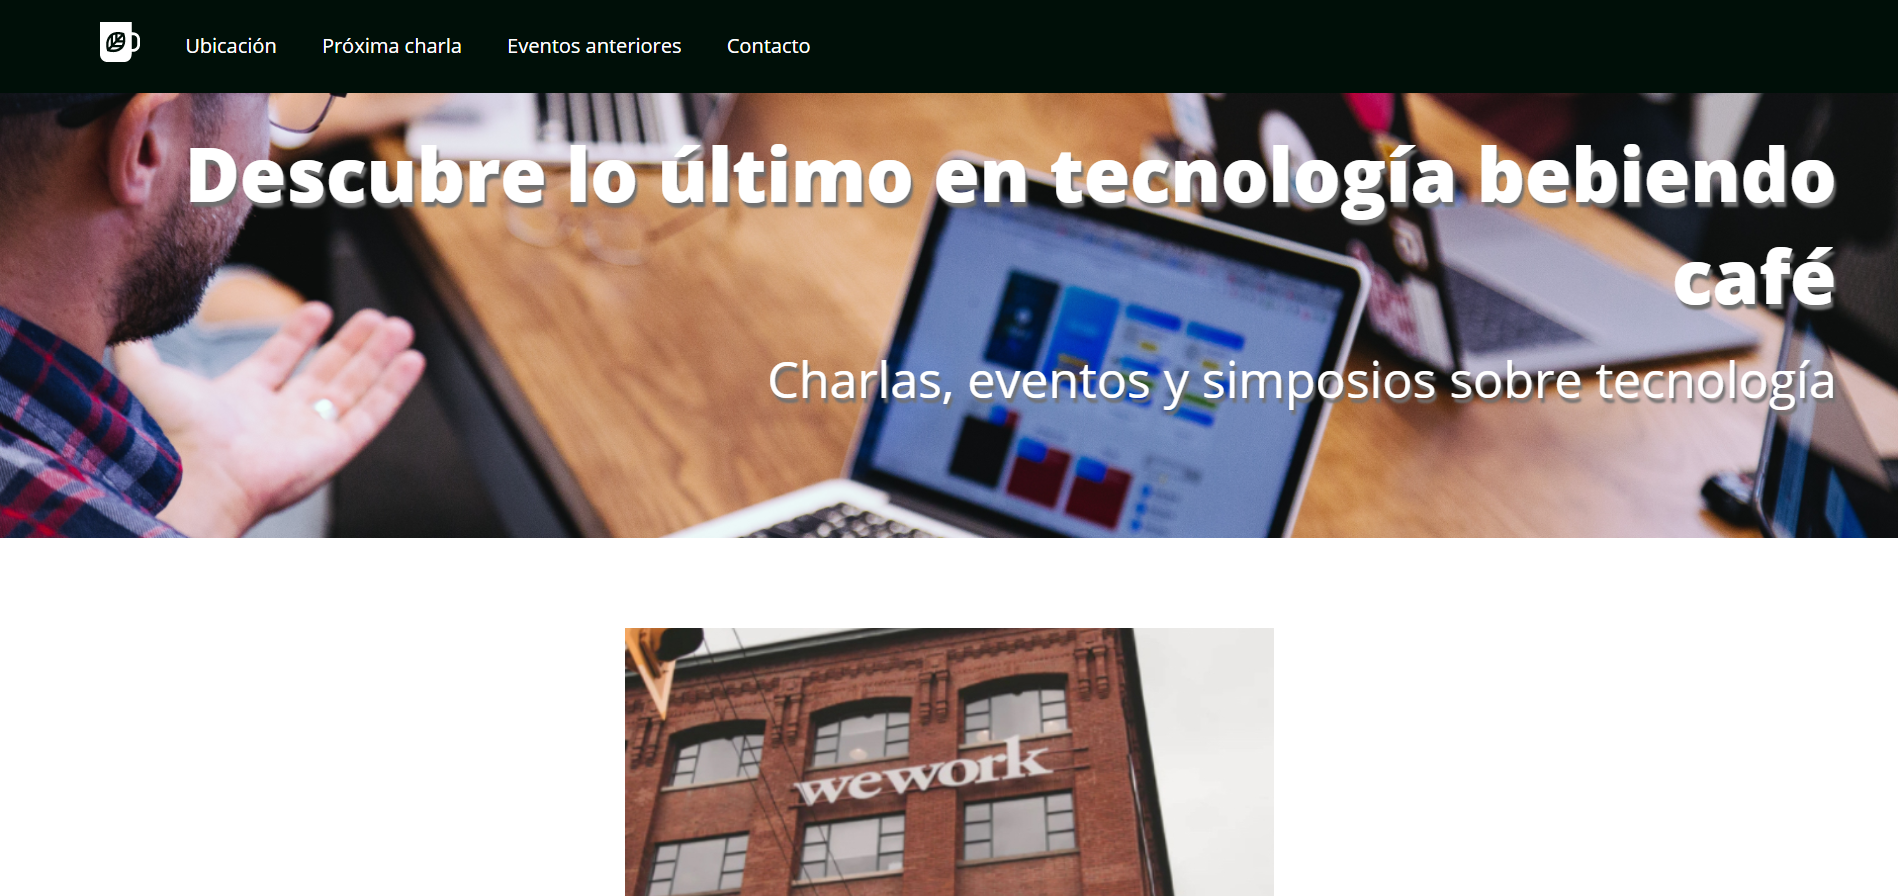 Ubicación Próxima charla Eventos anteriores Contacto
Descubre lo último en tecnología bebiendo
café
Charlas, eventos y simposios sobre tecnología
wework